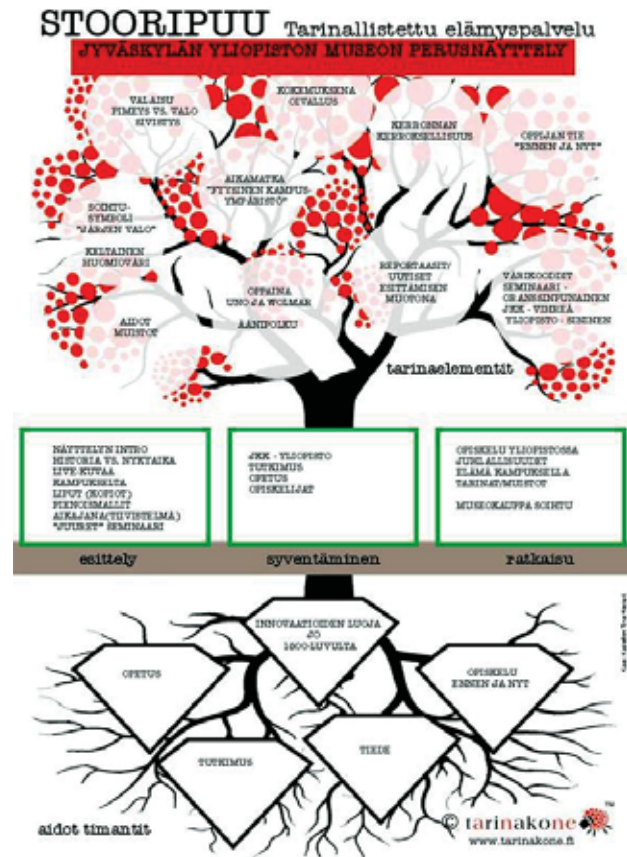 STOORIPUU Tarinallistettu elämyspalvelu
JYVÄSKYLÄN YLIOPISTON MUSEON PERUSNÄYTTELY
VALAISU
PIMEYS VS. VALO
SIVISTYS
KOKEMUKSENA
OIVALLUS
KERRONNAN
KERROKSELLISUUS
OPPIJAN TIE
"ENNEN JA NYT"
AIKAMATKA
"FYYSINEN KAMPUS-
YMPÄRISTÖ"
SOINTU-
SYMBOLI
"JÄRJEN VALO"
KELTAINEN
HUOMIOVÄRI
AIDOT
MUISTOT
OPPAINA
UNO JA WOLMAR
ÄÄNIPOLKU
REPORTAASIT/
UUTISET
ESITTÄMISEN
MUOTONA
VÄRIKOODIT
SEMINAARI -
ORANSSINPUNAINEN
JKK - VIHREÄ
YLIOPISTO - SININEN
tarinaelementit
NÄYTTELYN INTRO
HISTORIA VS. NYKYAIKA
LIVE-KUVAA
KAMPUKSELTA
LIPUT (KOPIOT)
PIENOISMALLIT
AIKAJANA (TIIVISTELMÄ)
"JUURET" SEMINAARI
JKK - YLIOPISTO
TUTKIMUS
OPETUS
OPISKELIJAT
OPISKELU YLIOPISTOSSA
JUHLALLISUUDET
ELÄMÄ KAMPUKSELLA
TARINAT/MUISTOT
MUSEOKAUPPA SOINTU
esittely
syventäminen
ratkaisu
INNOVAATIOIDEN LUOJA
JO
1800-LUVULTA
OPETUS
OPISKELU
ENNEN JA NYT
TUTKIMUS
TIEDE
aidot timantit
© tarinakone
TM
www.tarinakone.fi